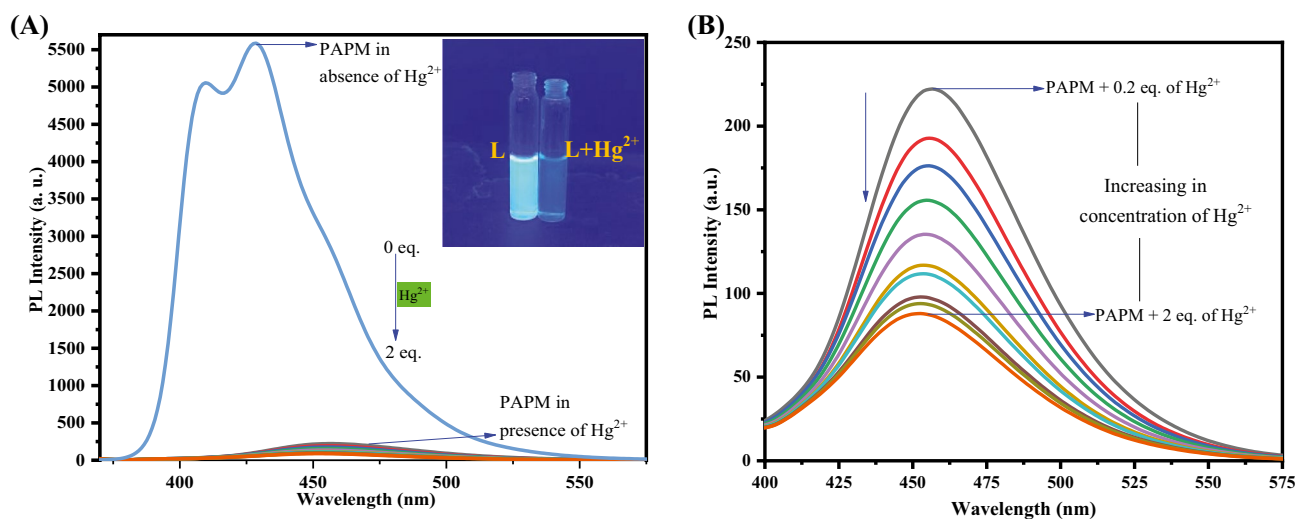 (A)
PL Intensity (a. u.)
5500
5000
4500
4000
3500
3000
2500
2000
1500
1000
500
0
PAPM in
absence of Hg²⁺
L
L+Hg²⁺
0 eq.
Hg²⁺
2 eq.
PAPM in
presence of Hg²⁺
400
450
500
550
Wavelength (nm)
(B)
PL Intensity (a.u.)
250
200
150
100
50
0
PAPM + 0.2 eq. of Hg²⁺
Increasing in
concentration of Hg²⁺
PAPM + 2 eq. of Hg²⁺
400
425
450
475
500
525
550
575
Wavelength (nm)